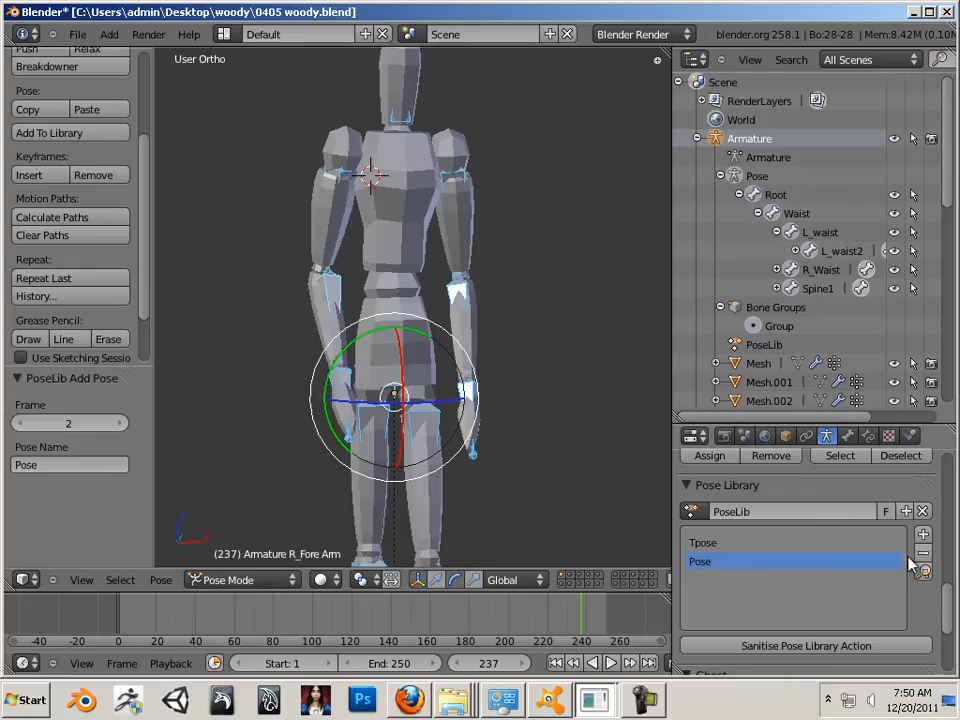 Blender* [C:\Users\admin\Desktop\woody\0405 woody.blend]
File Add Render Help Default Scene Blender Render blender.org 258.1 | Bo:28-28 | Mem:8.42M (0.10M
Push Relax
Breakdowner
Pose:
Copy Paste
Add To Library
Keyframes:
Insert Remove
Motion Paths:
Calculate Paths
Clear Paths
Repeat:
Repeat Last
History...
Grease Pencil:
Draw Line Erase
Use Sketching Sessio
PoseLib Add Pose
Frame
2
Pose Name
Pose
User Ortho
(237) Armature R_Fore Arm
View Select Pose Pose Mode Global
-40 -20 0 20 40 60 80 100 120 140 160 180 200 220 240 260
View Frame Playback Start: 1 End: 250 237
View Search All Scenes
Scene
RenderLayers
World
Armature
Armature
Pose
Root
Waist
L_waist
L_waist2
R_Waist
Spine1
Bone Groups
Group
PoseLib
Mesh
Mesh.001
Mesh.002
Assign Remove Select Deselect
Pose Library
PoseLib F
Tpose
Pose
Sanitise Pose Library Action
Start Ps 7:50 AM
12/20/2011